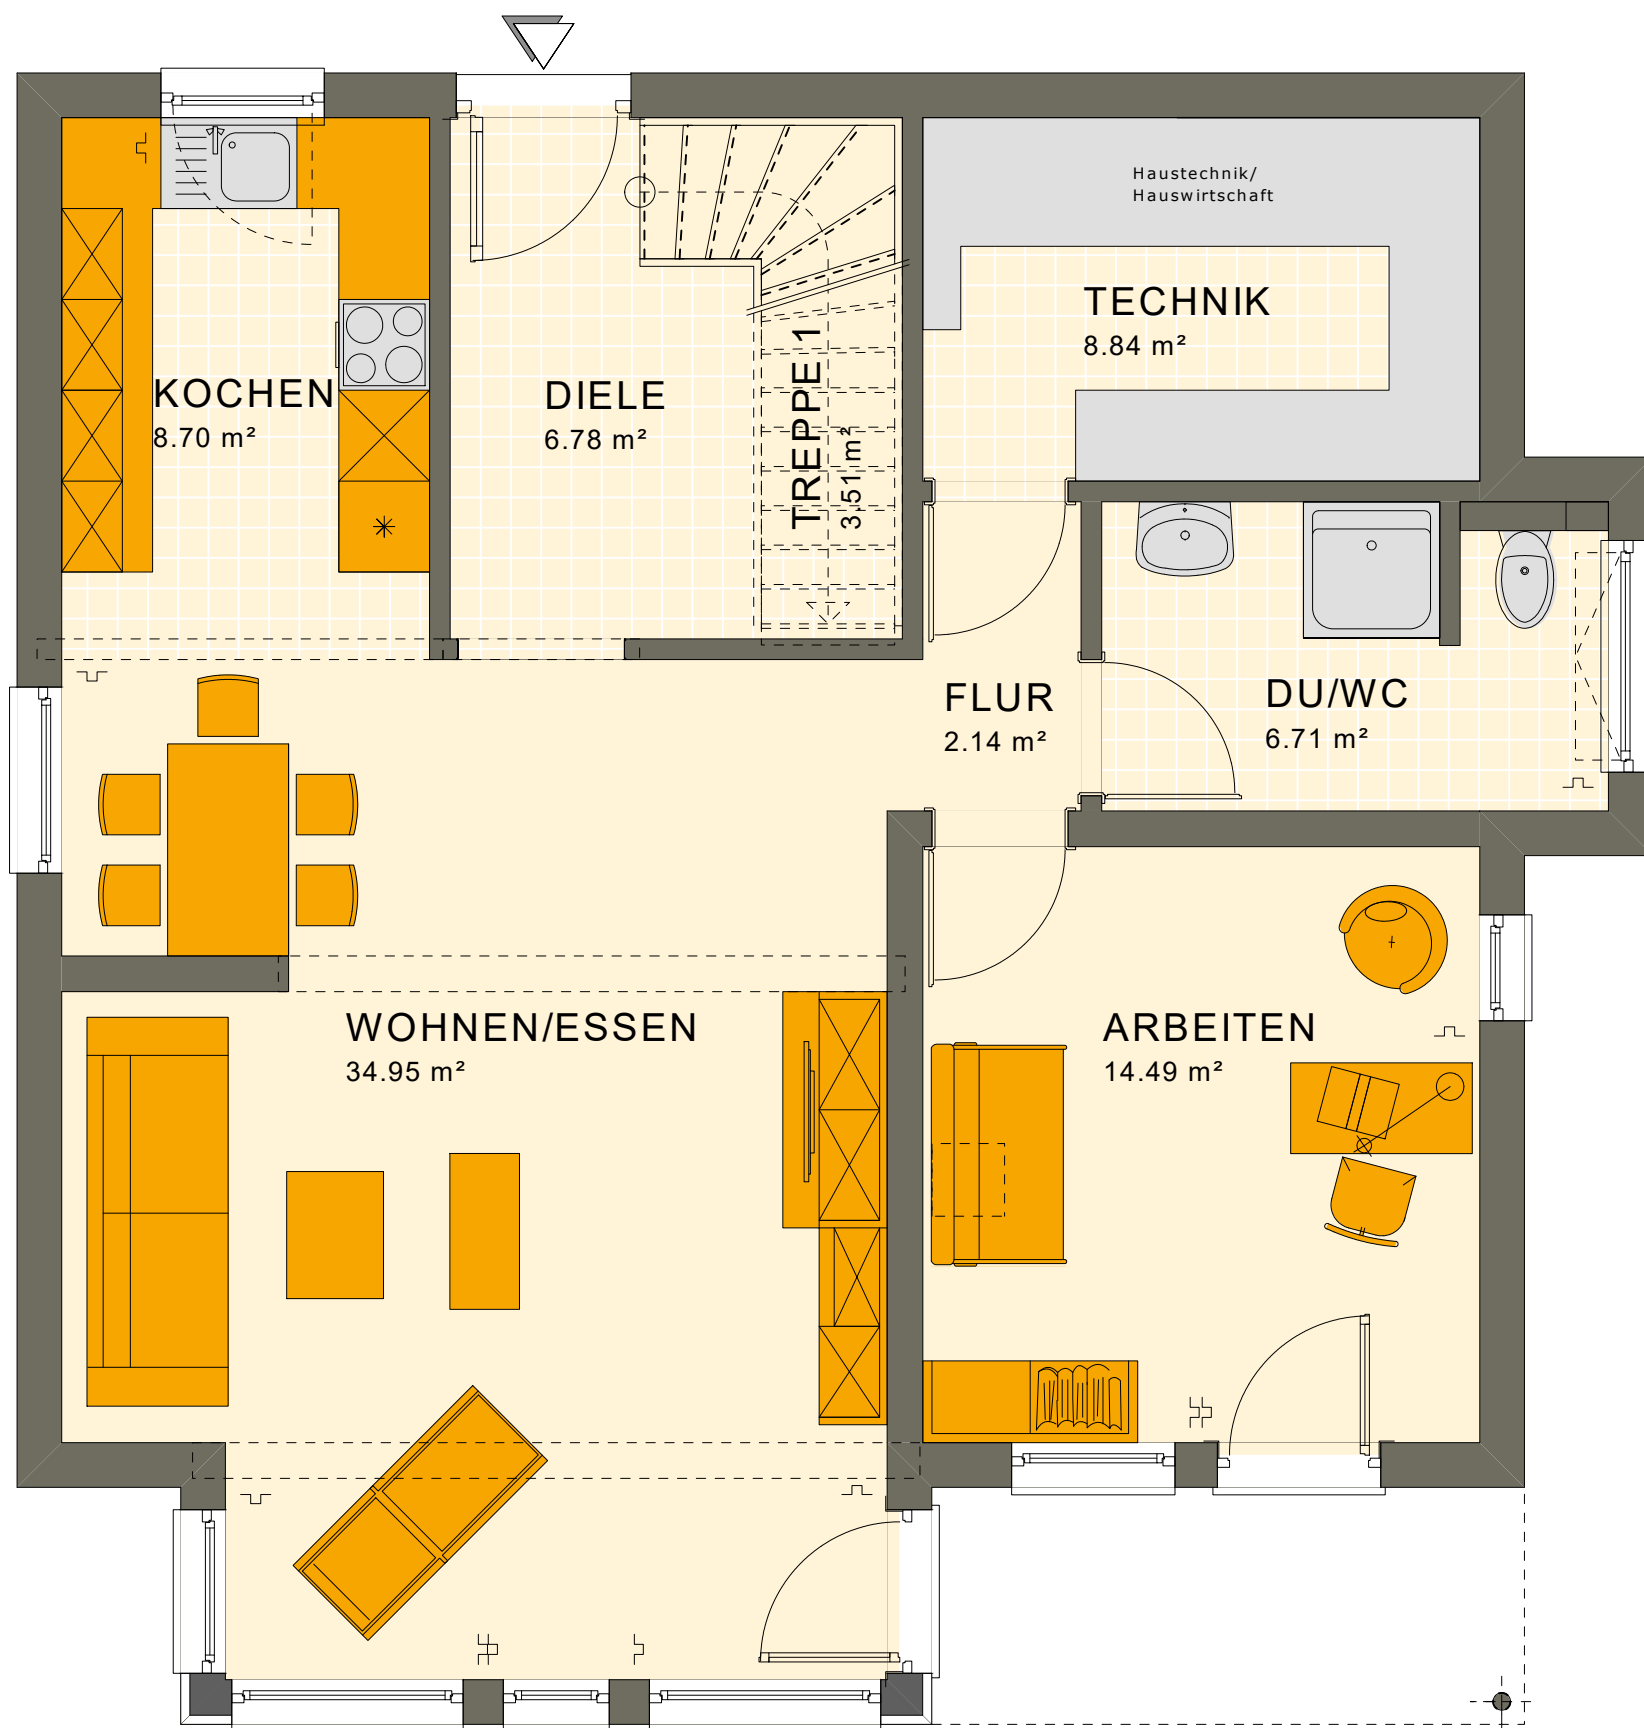 Haustechnik/
Hauswirtschaft
TECHNIK
8.84 m²
KOCHEN
8.70 m²
DIELE
6.78 m²
TREPPE 1
3.51 m²
FLUR
2.14 m²
DU/WC
6.71 m²
WOHNEN/ESSEN
34.95 m²
ARBEITEN
14.49 m²